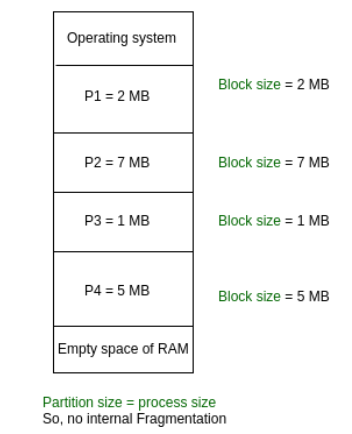 Operating system
P1 = 2 MB
Block size = 2 MB
P2 = 7 MB
Block size = 7 MB
P3 = 1 MB
Block size = 1 MB
P4 = 5 MB
Block size = 5 MB
Empty space of RAM
Partition size = process size
So, no internal Fragmentation